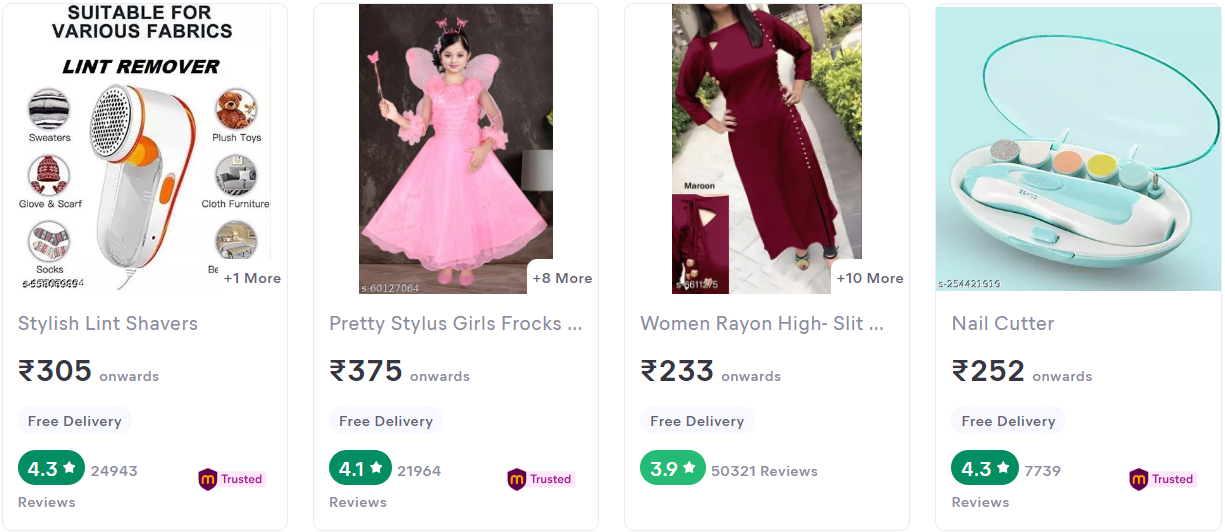 SUITABLE FOR
VARIOUS FABRICS
LINT REMOVER
Sweaters
Plush Toys
Glove & Scarf
Cloth Furniture
Socks
Be
+1 More
Stylish Lint Shavers
₹305 onwards
Free Delivery
4.3 ★ 24943
Reviews
m Trusted
s-60127064
+8 More
Pretty Stylus Girls Frocks ...
₹375 onwards
Free Delivery
4.1 ★ 21964
Reviews
m Trusted
Maroon
s-6611275
+10 More
Women Rayon High- Slit ...
₹233 onwards
Free Delivery
3.9 ★ 50321 Reviews
s-254421919
Nail Cutter
₹252 onwards
Free Delivery
4.3 ★ 7739
Reviews
m Trusted